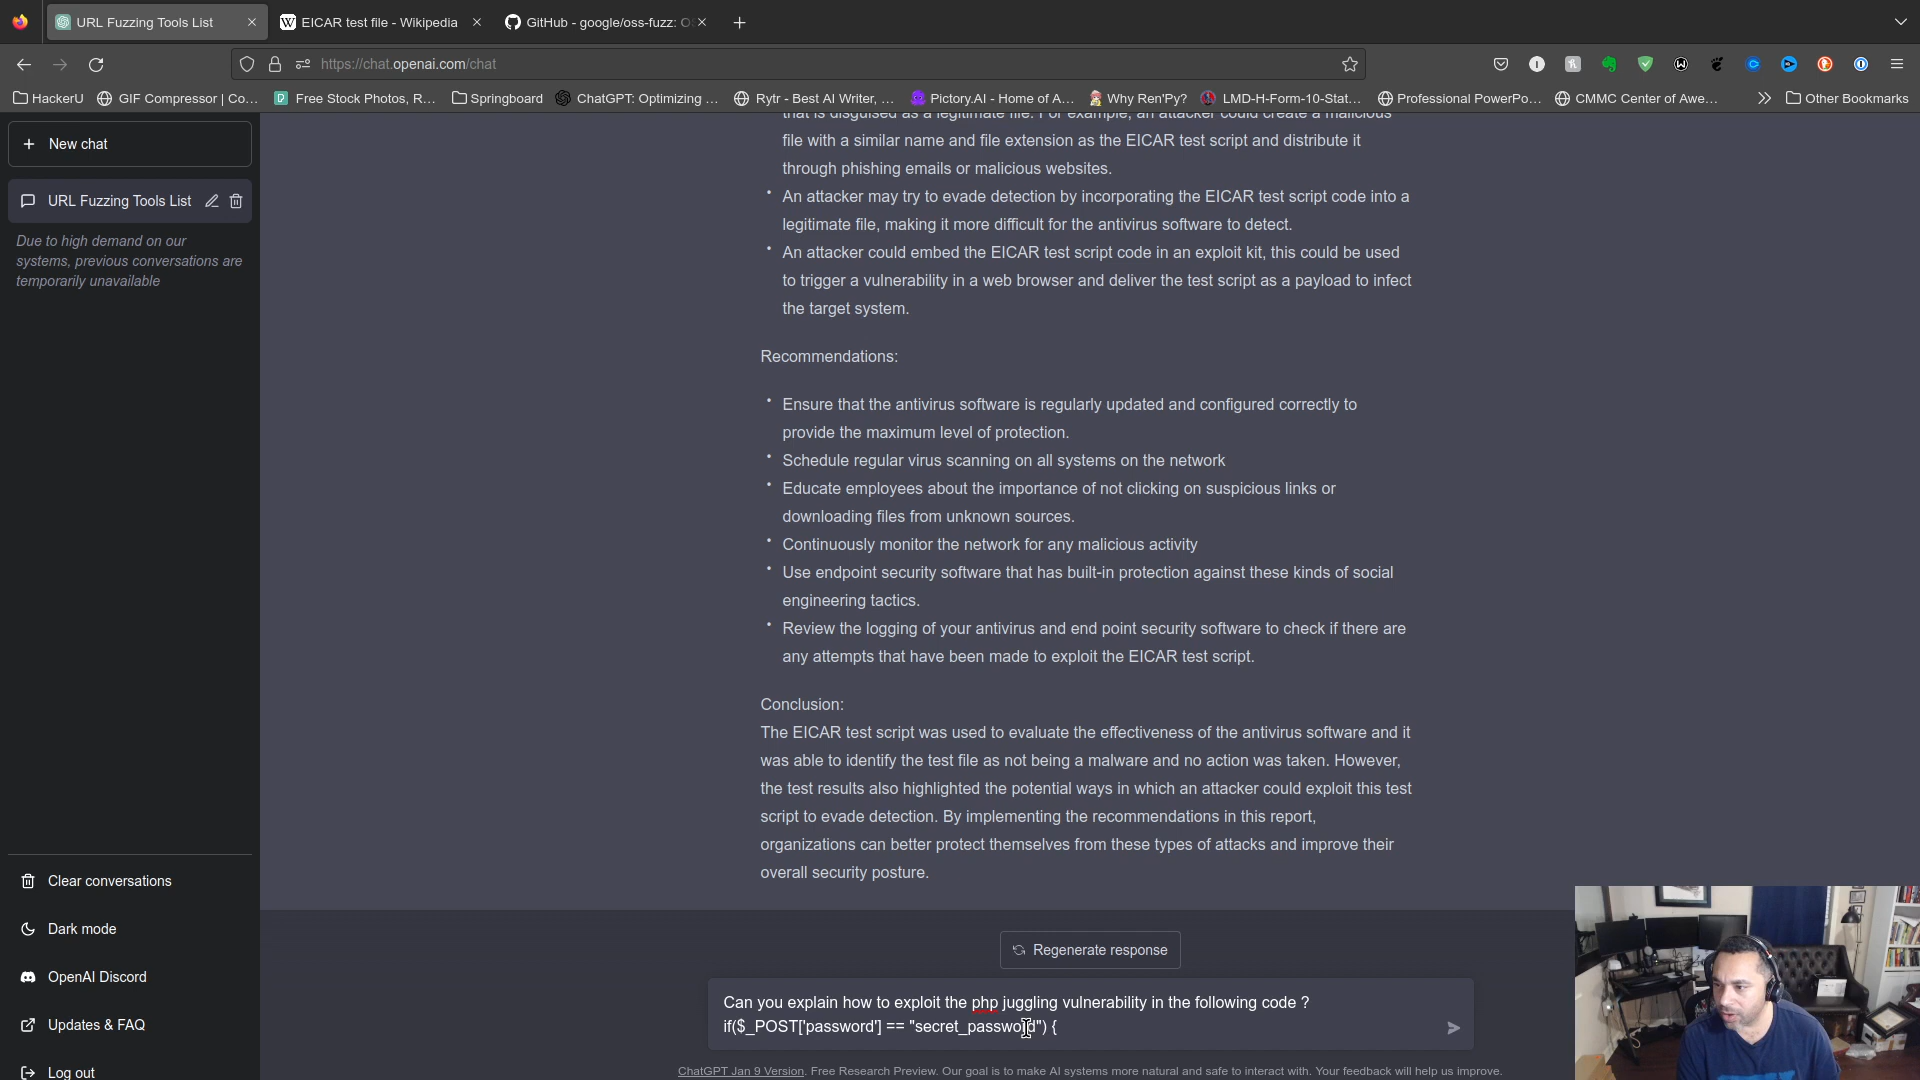 URL Fuzzing Tools List
EICAR test file - Wikipedia
GitHub - google/oss-fuzz: O
https://chat.openai.com/chat
HackerU
GIF Compressor | Co...
Free Stock Photos, R...
Springboard
ChatGPT: Optimizing ...
Rytr - Best AI Writer, ...
Pictory.AI - Home of A...
Why Ren'Py?
LMD-H-Form-10-Stat...
Professional PowerPo...
CMMC Center of Awe...
Other Bookmarks
New chat
URL Fuzzing Tools List
Due to high demand on our
systems, previous conversations are
temporarily unavailable
Clear conversations
Dark mode
OpenAI Discord
Updates & FAQ
Log out
that is disguised as a legitimate file. For example, an attacker could create a malicious
file with a similar name and file extension as the EICAR test script and distribute it
through phishing emails or malicious websites.
• An attacker may try to evade detection by incorporating the EICAR test script code into a
legitimate file, making it more difficult for the antivirus software to detect.
• An attacker could embed the EICAR test script code in an exploit kit, this could be used
to trigger a vulnerability in a web browser and deliver the test script as a payload to infect
the target system.
Recommendations:
• Ensure that the antivirus software is regularly updated and configured correctly to
provide the maximum level of protection.
• Schedule regular virus scanning on all systems on the network
• Educate employees about the importance of not clicking on suspicious links or
downloading files from unknown sources.
• Continuously monitor the network for any malicious activity
• Use endpoint security software that has built-in protection against these kinds of social
engineering tactics.
• Review the logging of your antivirus and end point security software to check if there are
any attempts that have been made to exploit the EICAR test script.
Conclusion:
The EICAR test script was used to evaluate the effectiveness of the antivirus software and it
was able to identify the test file as not being a malware and no action was taken. However,
the test results also highlighted the potential ways in which an attacker could exploit this test
script to evade detection. By implementing the recommendations in this report,
organizations can better protect themselves from these types of attacks and improve their
overall security posture.
Regenerate response
Can you explain how to exploit the php juggling vulnerability in the following code ?
if($_POST['password'] == "secret_password") {
ChatGPT Jan 9 Version. Free Research Preview. Our goal is to make AI systems more natural and safe to interact with. Your feedback will help us improve.